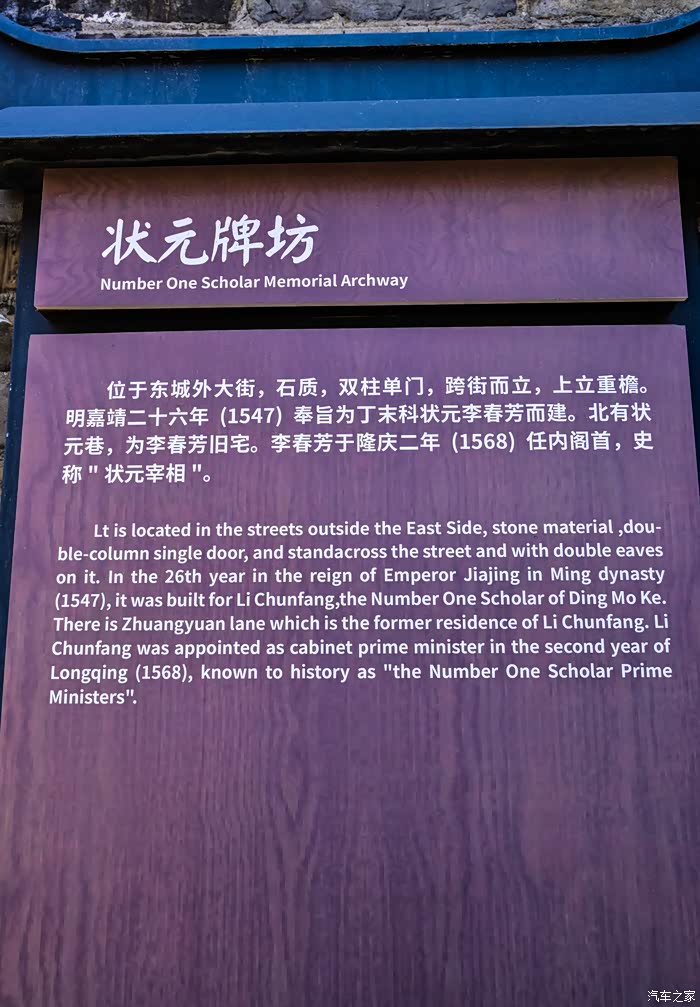 状元牌坊
Number One Scholar Memorial Archway
位于东城外大街，石质，双柱单门，跨街而立，上立重檐。
明嘉靖二十六年 (1547) 奉旨为丁末科状元李春芳而建。北有状
元巷，为李春芳旧宅。李春芳于隆庆二年 (1568) 任内阁首，史
称 " 状元宰相 "。
Lt is located in the streets outside the East Side, stone material ,dou-
ble-column single door, and standacross the street and with double eaves
on it. In the 26th year in the reign of Emperor Jiajing in Ming dynasty
(1547), it was built for Li Chunfang,the Number One Scholar of Ding Mo Ke.
There is Zhuangyuan lane which is the former residence of Li Chunfang. Li
Chunfang was appointed as cabinet prime minister in the second year of
Longqing (1568), known to history as "the Number One Scholar Prime
Ministers".
汽车之家